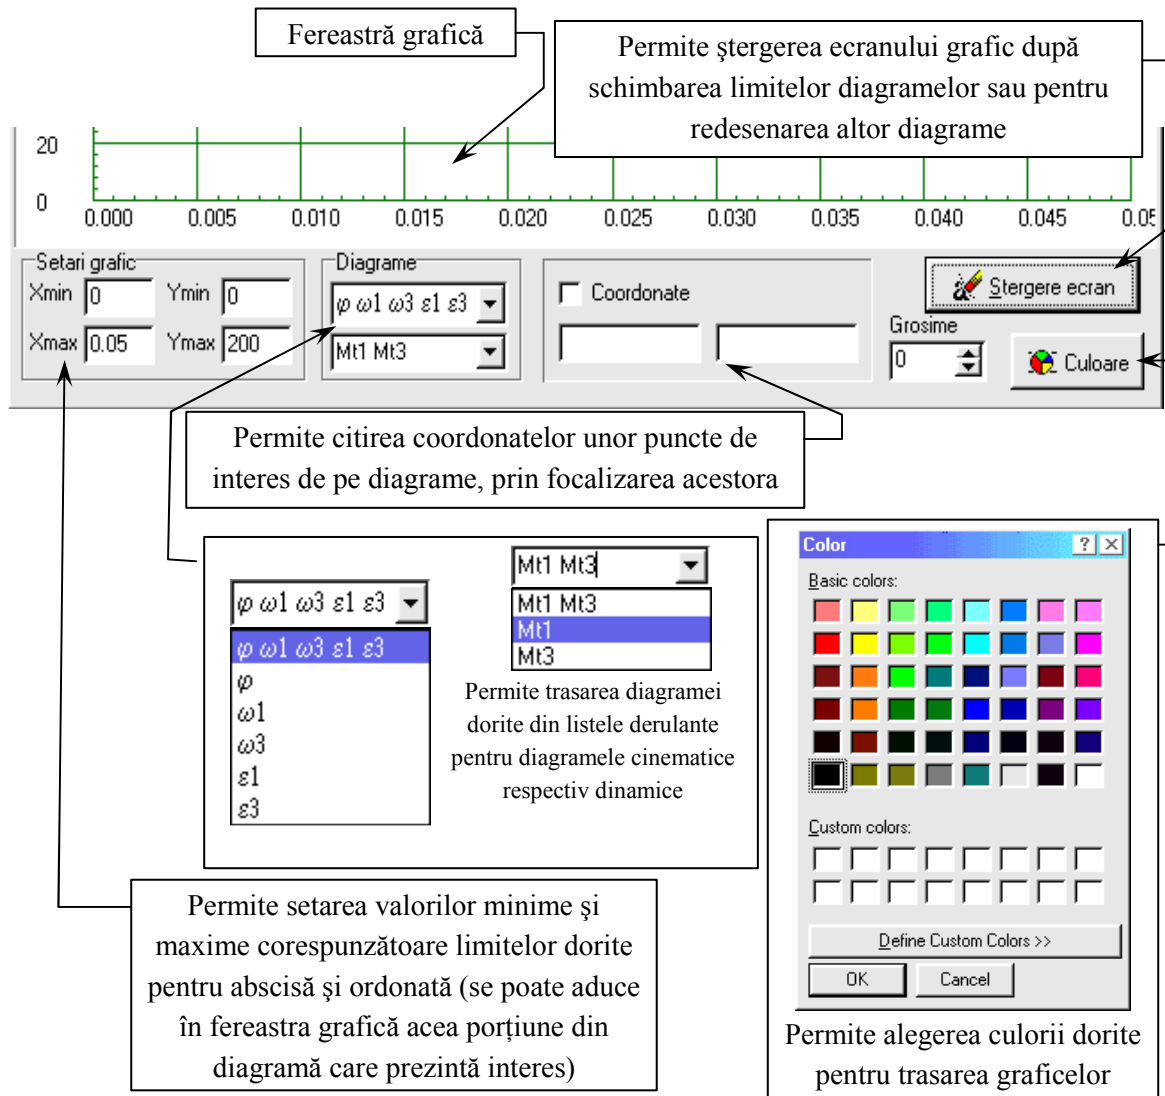 Fereastră grafică
Permite ştergerea ecranului grafic după
schimbarea limitelor diagramelor sau pentru
redesenarea altor diagrame
20
0
0.000 0.005 0.010 0.015 0.020 0.025 0.030 0.035 0.040 0.045 0.05
Setari grafic
Xmin 0 Ymin 0
Xmax 0.05 Ymax 200
Diagrame
φ ω1 ω3 ε1 ε3
Mt1 Mt3
Coordonate
Stergere ecran
Grosime
0
Culoare
Permite citirea coordonatelor unor puncte de
interes de pe diagrame, prin focalizarea acestora
φ ω1 ω3 ε1 ε3
φ ω1 ω3 ε1 ε3
φ
ω1
ω3
ε1
ε3
Mt1 Mt3
Mt1 Mt3
Mt1
Mt3
Permite trasarea diagramei
dorite din listele derulante
pentru diagramele cinematice
respectiv dinamice
Color
Basic colors:
Custom colors:
Define Custom Colors >>
OK Cancel
Permite alegerea culorii dorite
pentru trasarea graficelor
Permite setarea valorilor minime şi
maxime corespunzătoare limitelor dorite
pentru abscisă şi ordonată (se poate aduce
în fereastra grafică acea porţiune din
diagramă care prezintă interes)